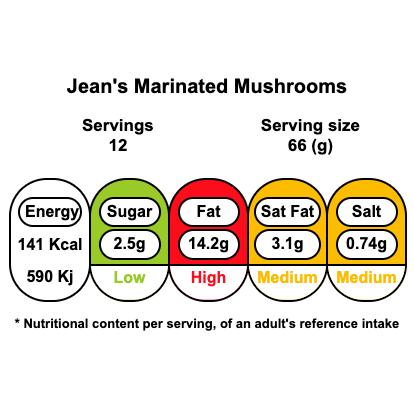 Jean's Marinated Mushrooms
Servings Serving size
12 66 (g)
Energy Sugar Fat Sat Fat Salt
141 Kcal 2.5g 14.2g 3.1g 0.74g
590 Kj Low High Medium Medium
* Nutritional content per serving, of an adult's reference intake